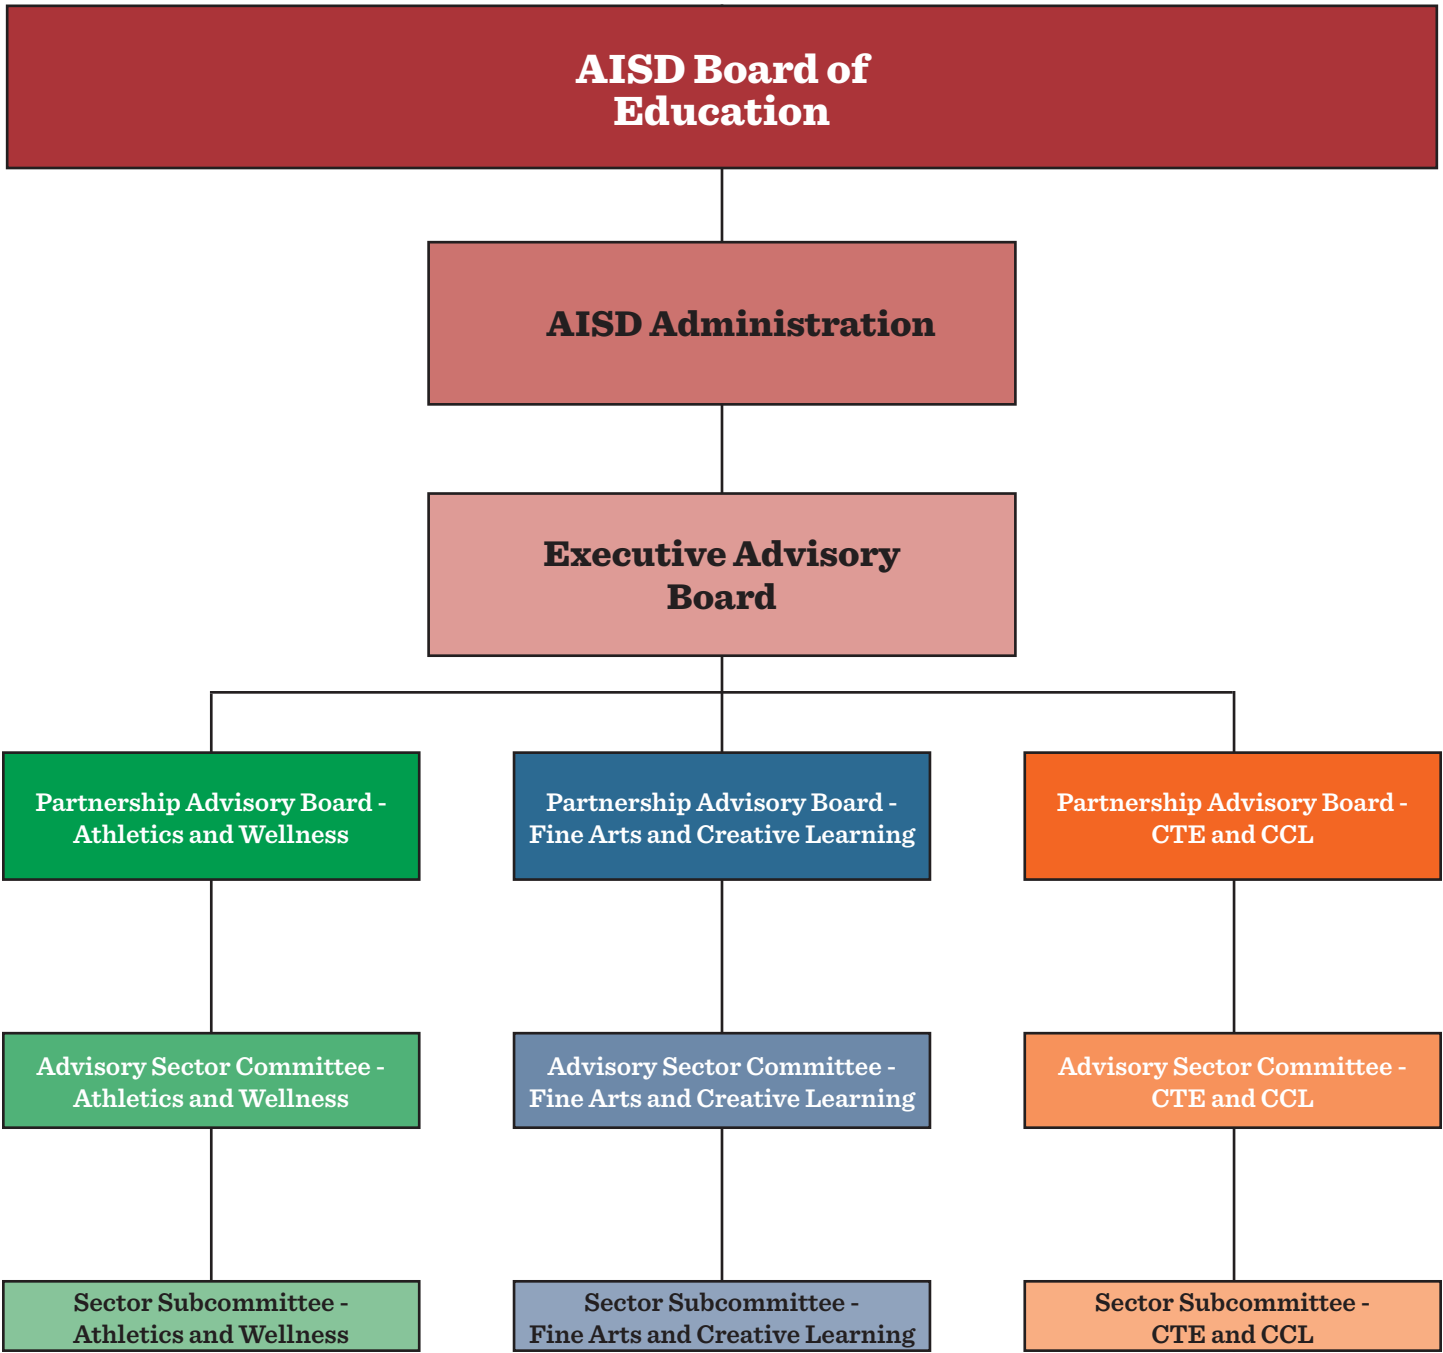 AISD Board of
Education
AISD Administration
Executive Advisory
Board
Partnership Advisory Board -
Athletics and Wellness
Partnership Advisory Board -
Fine Arts and Creative Learning
Partnership Advisory Board -
CTE and CCL
Advisory Sector Committee -
Athletics and Wellness
Advisory Sector Committee -
Fine Arts and Creative Learning
Advisory Sector Committee -
CTE and CCL
Sector Subcommittee -
Athletics and Wellness
Sector Subcommittee -
Fine Arts and Creative Learning
Sector Subcommittee -
CTE and CCL